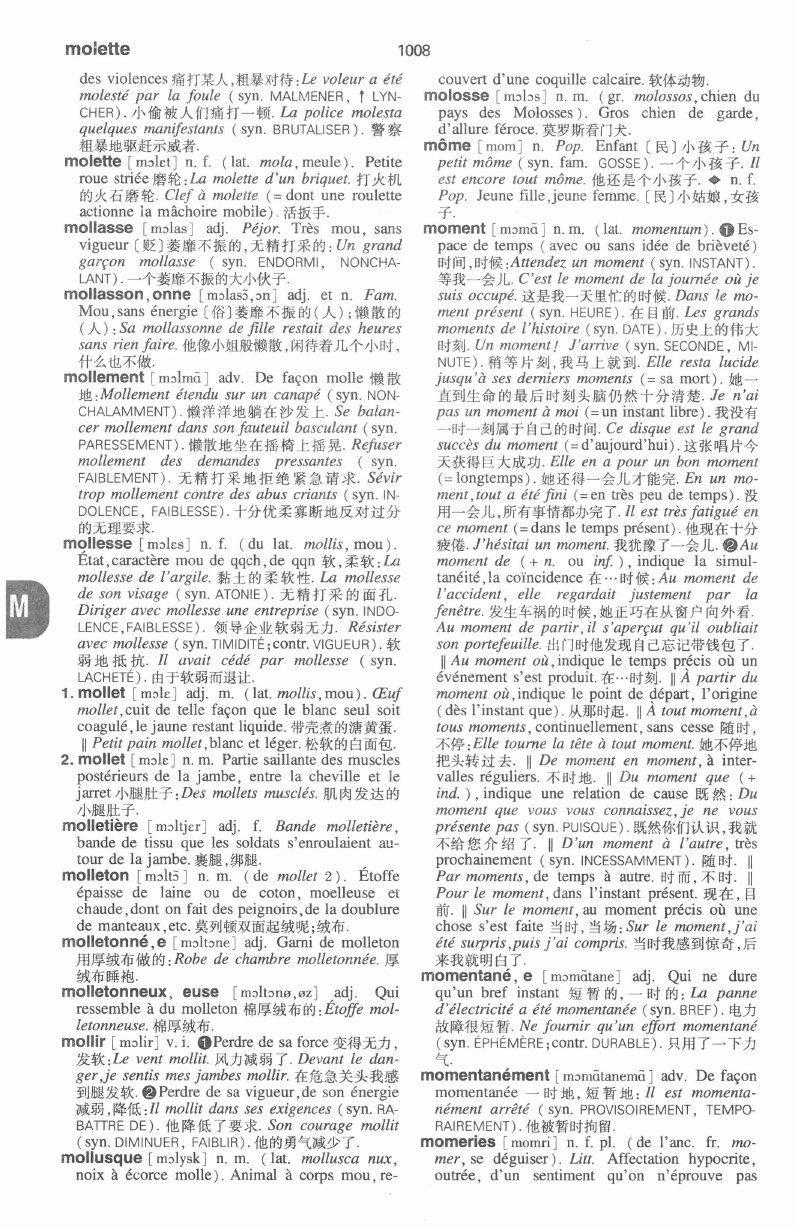 molette
1008
des violences 痛打某人,粗暴对待:Le voleur a été
molesté par la foule ( syn. MALMENER, ↑ LYN-
CHER). 小偷被人们痛打一顿. La police molesta
quelques manifestants ( syn. BRUTALISER ). 警察
粗暴地驱赶示威者.
molette [mɔlɛt] n. f. ( lat. mola, meule). Petite
roue striée 磨轮:La molette d'un briquet. 打火机
的火石磨轮. Clef à molette (= dont une roulette
actionne la mâchoire mobile). 活扳手.
mollasse [mɔlas] adj. Péjor. Très mou, sans
vigueur〔贬〕萎靡不振的,无精打采的: Un grand
garçon mollasse ( syn. ENDORMI, NONCHA-
LANT). 一个萎靡不振的大小伙子.
mollasson, onne [mɔlasɔ̃,ɔn] adj. et n. Fam.
Mou,sans énergie〔俗〕萎靡不振的(人);懒散的
(人): Sa mollassonne de fille restait des heures
sans rien faire. 他像小姐般懒散,闲待着几个小时,
什么也不做.
mollement [mɔlmɑ̃] adv. De façon molle 懒散
地:Mollement étendu sur un canapé ( syn. NON-
CHALAMMENT). 懒洋洋地躺在沙发上. Se balan-
cer mollement dans son fauteuil basculant ( syn.
PARESSEMENT). 懒散地坐在摇椅上摇晃. Refuser
mollement des demandes pressantes ( syn.
FAIBLEMENT). 无精打采地拒绝紧急请求. Sévir
trop mollement contre des abus criants ( syn. IN-
DOLENCE, FAIBLESSE). 十分优柔寡断地反对过分
的无理要求.
mollesse [mɔlɛs] n. f. ( du lat. mollis, mou).
État,caractère mou de qqch,de qqn 软,柔软:La
mollesse de l'argile. 黏土的柔软性. La mollesse
de son visage ( syn. ATONIE). 无精打采的面孔.
Diriger avec mollesse une entreprise ( syn. INDO-
LENCE,FAIBLESSE). 领导企业软弱无力. Résister
avec mollesse ( syn. TIMIDITÉ;contr. VIGUEUR). 软
弱地抵抗. Il avait cédé par mollesse ( syn.
LACHETÉ). 由于软弱而退让.
1. mollet [mɔlɛ] adj. m. ( lat. mollis, mou). Œuf
mollet,cuit de telle façon que le blanc seul soit
coagulé,le jaune restant liquide. 带壳煮的溏黄蛋.
‖ Petit pain mollet,blanc et léger. 松软的白面包.
2. mollet [mɔlɛ] n. m. Partie saillante des muscles
postérieurs de la jambe, entre la cheville et le
jarret 小腿肚子:Des mollets musclés. 肌肉发达的
小腿肚子.
molletière [mɔltjɛr] adj. f. Bande molletière,
bande de tissu que les soldats s'enroulaient au-
tour de la jambe. 裹腿,绑腿.
molleton [mɔltɔ̃] n. m. ( de mollet 2). Étoffe
épaisse de laine ou de coton, moelleuse et
chaude,dont on fait des peignoirs,de la doublure
de manteaux,etc. 莫列顿双面起绒呢;绒布.
molletonné,e [mɔltɔne] adj. Garni de molleton
用厚绒布做的:Robe de chambre molletonnée. 厚
绒布睡袍.
molletonneux, euse [mɔltɔnø,øz] adj. Qui
ressemble à du molleton 棉厚绒布的:Étoffe mol-
letonneuse. 棉厚绒布.
mollir [mɔlir] v. i. ❶Perdre de sa force 变得无力,
发软:Le vent mollit. 风力减弱了. Devant le dan-
ger,je sentis mes jambes mollir. 在危急关头我感
到腿发软. ❷Perdre de sa vigueur,de son énergie
减弱,降低:Il mollit dans ses exigences ( syn. RA-
BATTRE DE). 他降低了要求. Son courage mollit
( syn. DIMINUER, FAIBLIR). 他的勇气减少了.
mollusque [mɔlysk] n. m. ( lat. mollusca nux,
noix à écorce molle). Animal à corps mou, re-
M
couvert d'une coquille calcaire. 软体动物.
molosse [mɔlɔs] n. m. ( gr. molossos,chien du
pays des Molosses). Gros chien de garde,
d'allure féroce. 莫罗斯看门犬.
môme [mom] n. Pop. Enfant〔民〕小孩子: Un
petit môme ( syn. fam. GOSSE). 一个小孩子. Il
est encore tout môme. 他还是个小孩子. ◆ n. f.
Pop. Jeune fille,jeune femme.〔民〕小姑娘,女孩
子.
moment [mɔmɑ̃] n. m. ( lat. momentum). ❶Es-
pace de temps ( avec ou sans idée de brièveté)
时间,时候:Attendez un moment ( syn. INSTANT).
等我一会儿. C'est le moment de la journée où je
suis occupé. 这是我一天里忙的时候. Dans le mo-
ment présent ( syn. HEURE). 在目前. Les grands
moments de l'histoire ( syn. DATE). 历史上的伟大
时刻. Un moment! J'arrive ( syn. SECONDE, MI-
NUTE). 稍等片刻,我马上就到. Elle resta lucide
jusqu'à ses derniers moments (= sa mort). 她一
直到生命的最后时刻头脑仍然十分清楚. Je n'ai
pas un moment à moi (=un instant libre). 我没有
一时一刻属于自己的时间. Ce disque est le grand
succès du moment (=d'aujourd'hui). 这张唱片今
天获得巨大成功. Elle en a pour un bon moment
(=longtemps). 她还得一会儿才能完. En un mo-
ment,tout a été fini (=en très peu de temps). 没
用一会儿,所有事情都办完了. Il est très fatigué en
ce moment (=dans le temps présent). 他现在十分
疲倦. J'hésitai un moment. 我犹豫了一会儿. ❷Au
moment de ( + n. ou inf. ), indique la simul-
tanéité,la coïncidence 在…时候:Au moment de
l'accident, elle regardait justement par la
fenêtre. 发生车祸的时候,她正巧在从窗户向外看.
Au moment de partir, il s'aperçut qu'il oubliait
son portefeuille. 出门时他发现自己忘记带钱包了.
‖ Au moment où,indique le temps précis où un
événement s'est produit. 在…时刻. ‖ À partir du
moment où,indique le point de départ, l'origine
( dès l'instant que). 从那时起. ‖ À tout moment,à
tous moments, continuellement, sans cesse 随时,
不停:Elle tourne la tête à tout moment. 她不停地
把头转过去. ‖ De moment en moment, à inter-
valles réguliers. 不时地. ‖ Du moment que ( +
ind. ), indique une relation de cause 既然: Du
moment que vous vous connaissez, je ne vous
présente pas ( syn. PUISQUE). 既然你们认识,我就
不给您介绍了. ‖ D'un moment à l'autre, très
prochainement ( syn. INCESSAMMENT). 随时. ‖
Par moments, de temps à autre. 时而,不时. ‖
Pour le moment, dans l'instant présent. 现在,目
前. ‖ Sur le moment, au moment précis où une
chose s'est faite 当时,当场: Sur le moment, j'ai
été surpris,puis j'ai compris. 当时我感到惊奇,后
来我就明白了.
momentané, e [mɔmɑ̃tane] adj. Qui ne dure
qu'un bref instant 短暂的,一时的: La panne
d'électricité a été momentanée ( syn. BREF). 电力
故障很短暂. Ne fournir qu'un effort momentané
( syn. ÉPHÉMÈRE;contr. DURABLE). 只用了一下力
气.
momentanément [mɔmɑ̃tanemɑ̃] adv. De façon
momentanée 一时地, 短暂地: Il est momenta-
nément arrêté ( syn. PROVISOIREMENT, TEMPO-
RAIREMENT). 他被暂时拘留.
momeries [mɔmri] n. f. pl. ( de l'anc. fr. mo-
mer, se déguiser). Litt. Affectation hypocrite,
outrée, d'un sentiment qu'on n'éprouve pas